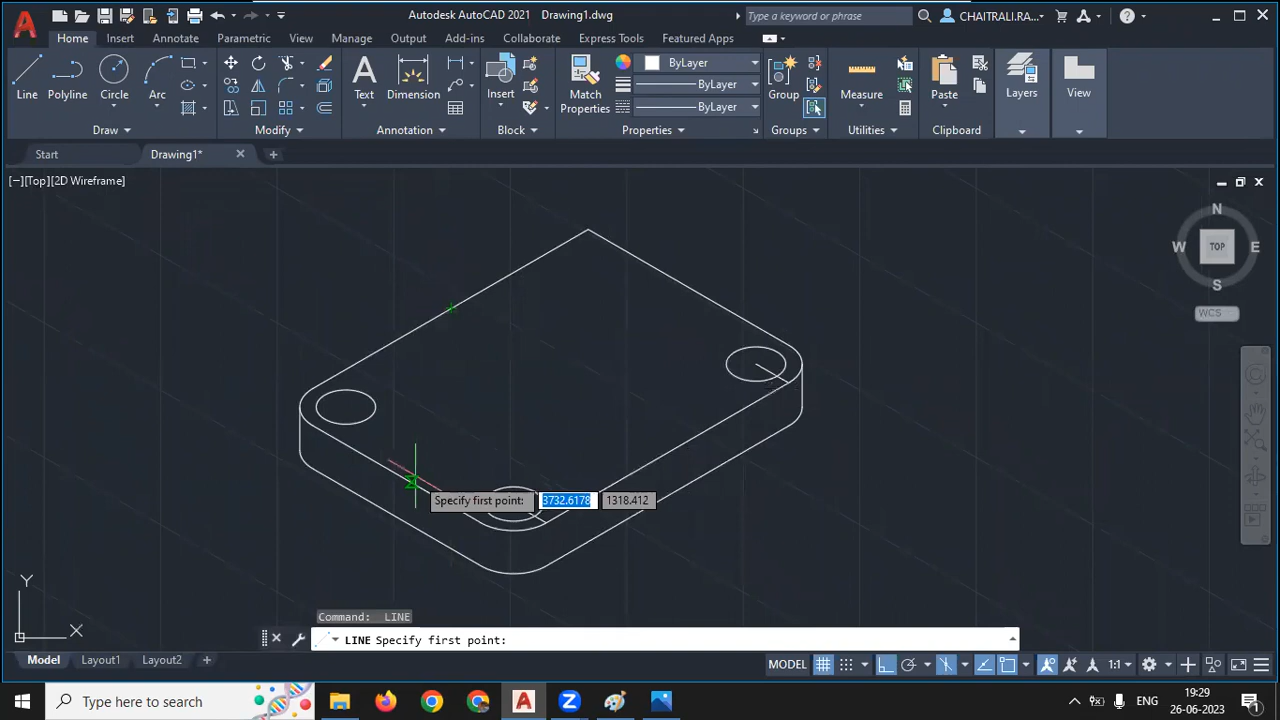 Autodesk AutoCAD 2021 Drawing1.dwg
Type a keyword or phrase
CHAITRALI.RA...
Home Insert Annotate Parametric View Manage Output Add-ins Collaborate Express Tools Featured Apps
Line Polyline Circle Arc
Text Dimension
Insert
Match Properties
ByLayer
ByLayer
ByLayer
Group
Measure
Paste
Layers
View
Draw Modify Annotation Block Properties Groups Utilities Clipboard
Start Drawing1*
[−][Top][2D Wireframe]
N
W TOP E
S
WCS
Specify first point: 3732.6178 1318.412
Y
X
Command: LINE
LINE Specify first point:
Model Layout1 Layout2
MODEL 1:1
Type here to search
ENG
19:29
26-06-2023
1